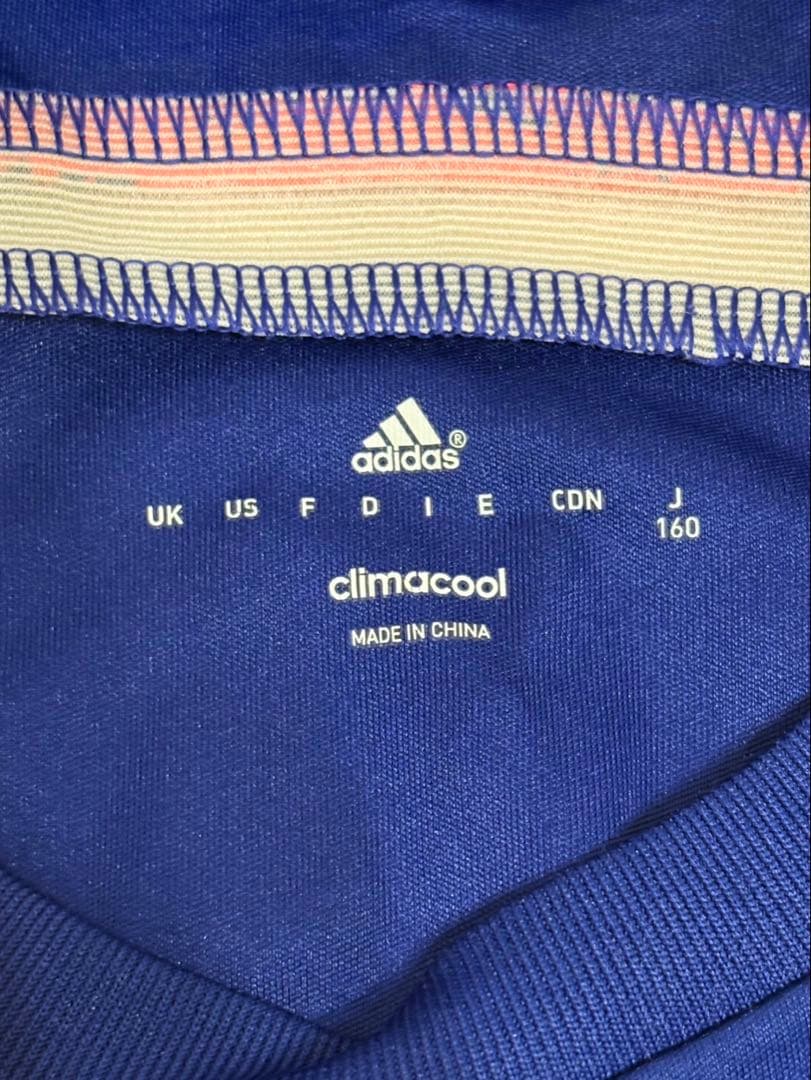 adidas®
UK US F D I E CDN J
160
climacool
MADE IN CHINA